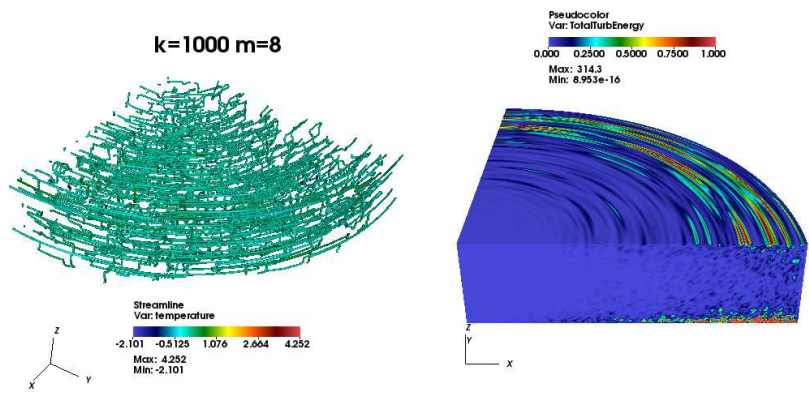 k=1000 m=8
Streamline
Var: temperature
-2.101 -0.5125 1.076 2.664 4.252
Max: 4.252
Min: -2.101
Z
X
Y
Pseudocolor
Var: TotalTurbEnergy
0.000 0.2500 0.5000 0.7500 1.000
Max: 314.3
Min: 8.953e-16
Z
Y
X